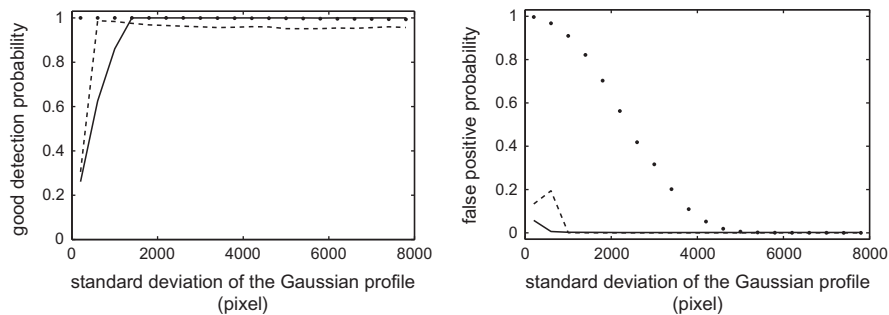 good detection probability
1
0.8
0.6
0.4
0.2
0
0 2000 4000 6000 8000
standard deviation of the Gaussian profile
(pixel)
false positive probability
1
0.8
0.6
0.4
0.2
0
0 2000 4000 6000 8000
standard deviation of the Gaussian profile
(pixel)